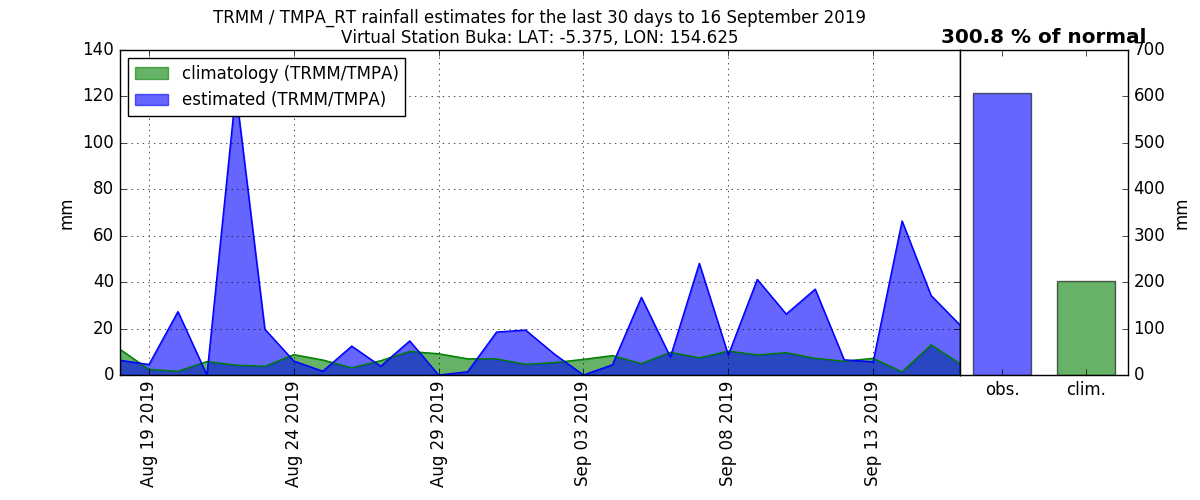 TRMM / TMPA_RT rainfall estimates for the last 30 days to 16 September 2019
Virtual Station Buka: LAT: -5.375, LON: 154.625
300.8 % of normal
climatology (TRMM/TMPA)
estimated (TRMM/TMPA)
140
120
100
80
60
40
20
0
mm
Aug 19 2019
Aug 24 2019
Aug 29 2019
Sep 03 2019
Sep 08 2019
Sep 13 2019
700
600
500
400
300
200
100
0
mm
obs.
clim.